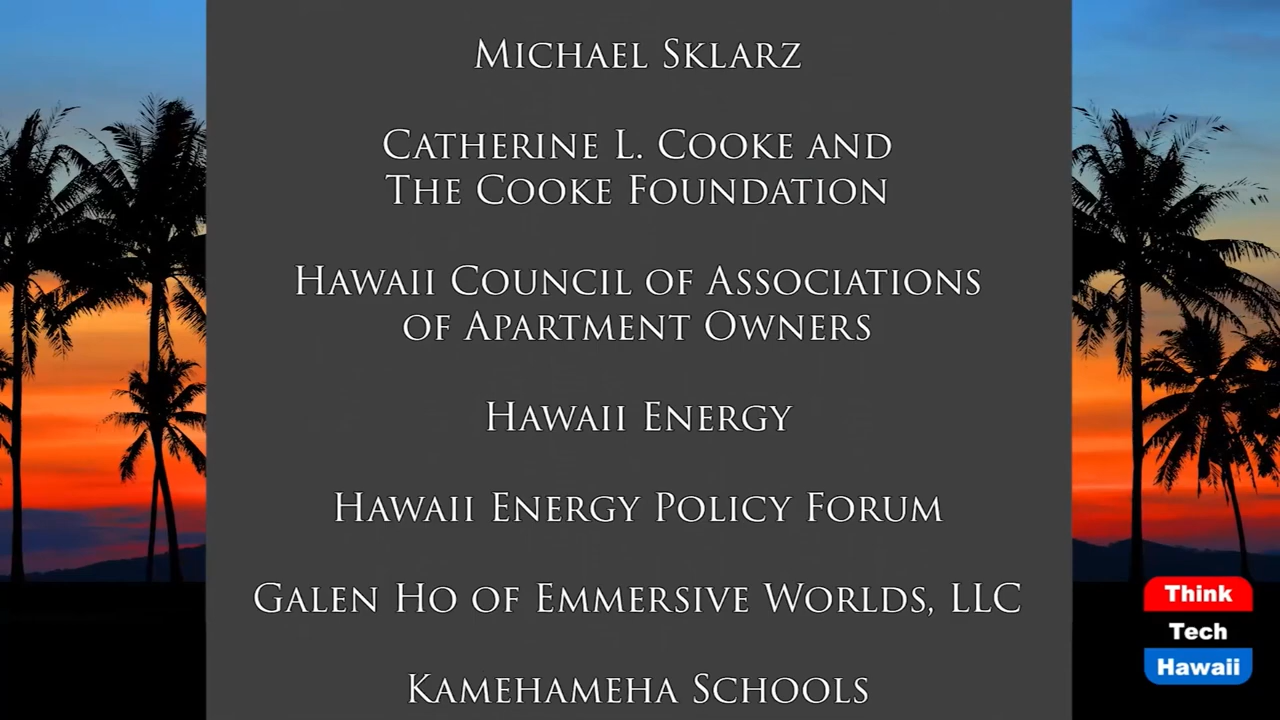 Michael Sklarz
Catherine L. Cooke and
The Cooke Foundation
Hawaii Council of Associations
of Apartment Owners
Hawaii Energy
Hawaii Energy Policy Forum
Galen Ho of Emmersive Worlds, LLC
Kamehameha Schools
Think
Tech
Hawaii